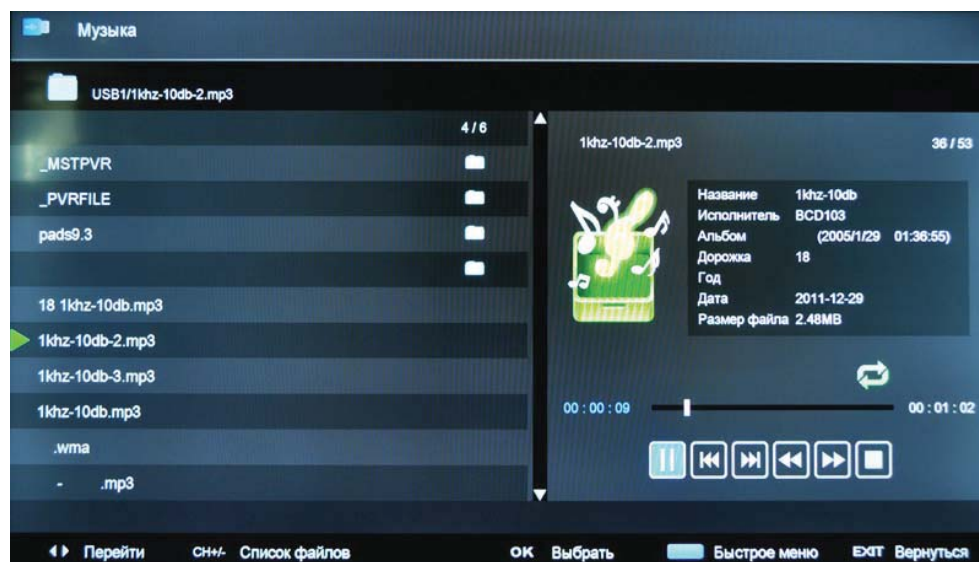 Музыка
USB1/1khz-10db-2.mp3
4 / 6
_MSTPVR
_PVRFILE
pads9.3
18 1khz-10db.mp3
1khz-10db-2.mp3
1khz-10db-3.mp3
1khz-10db.mp3
.wma
- .mp3
1khz-10db-2.mp3 36 / 53
Название 1khz-10db
Исполнитель BCD103
Альбом (2005/1/29 01:36:55)
Дорожка 18
Год
Дата 2011-12-29
Размер файла 2.48MB
00 : 00 : 09 00 : 01 : 02
Перейти CH+/- Список файлов OK Выбрать Быстрое меню EXIT Вернуться